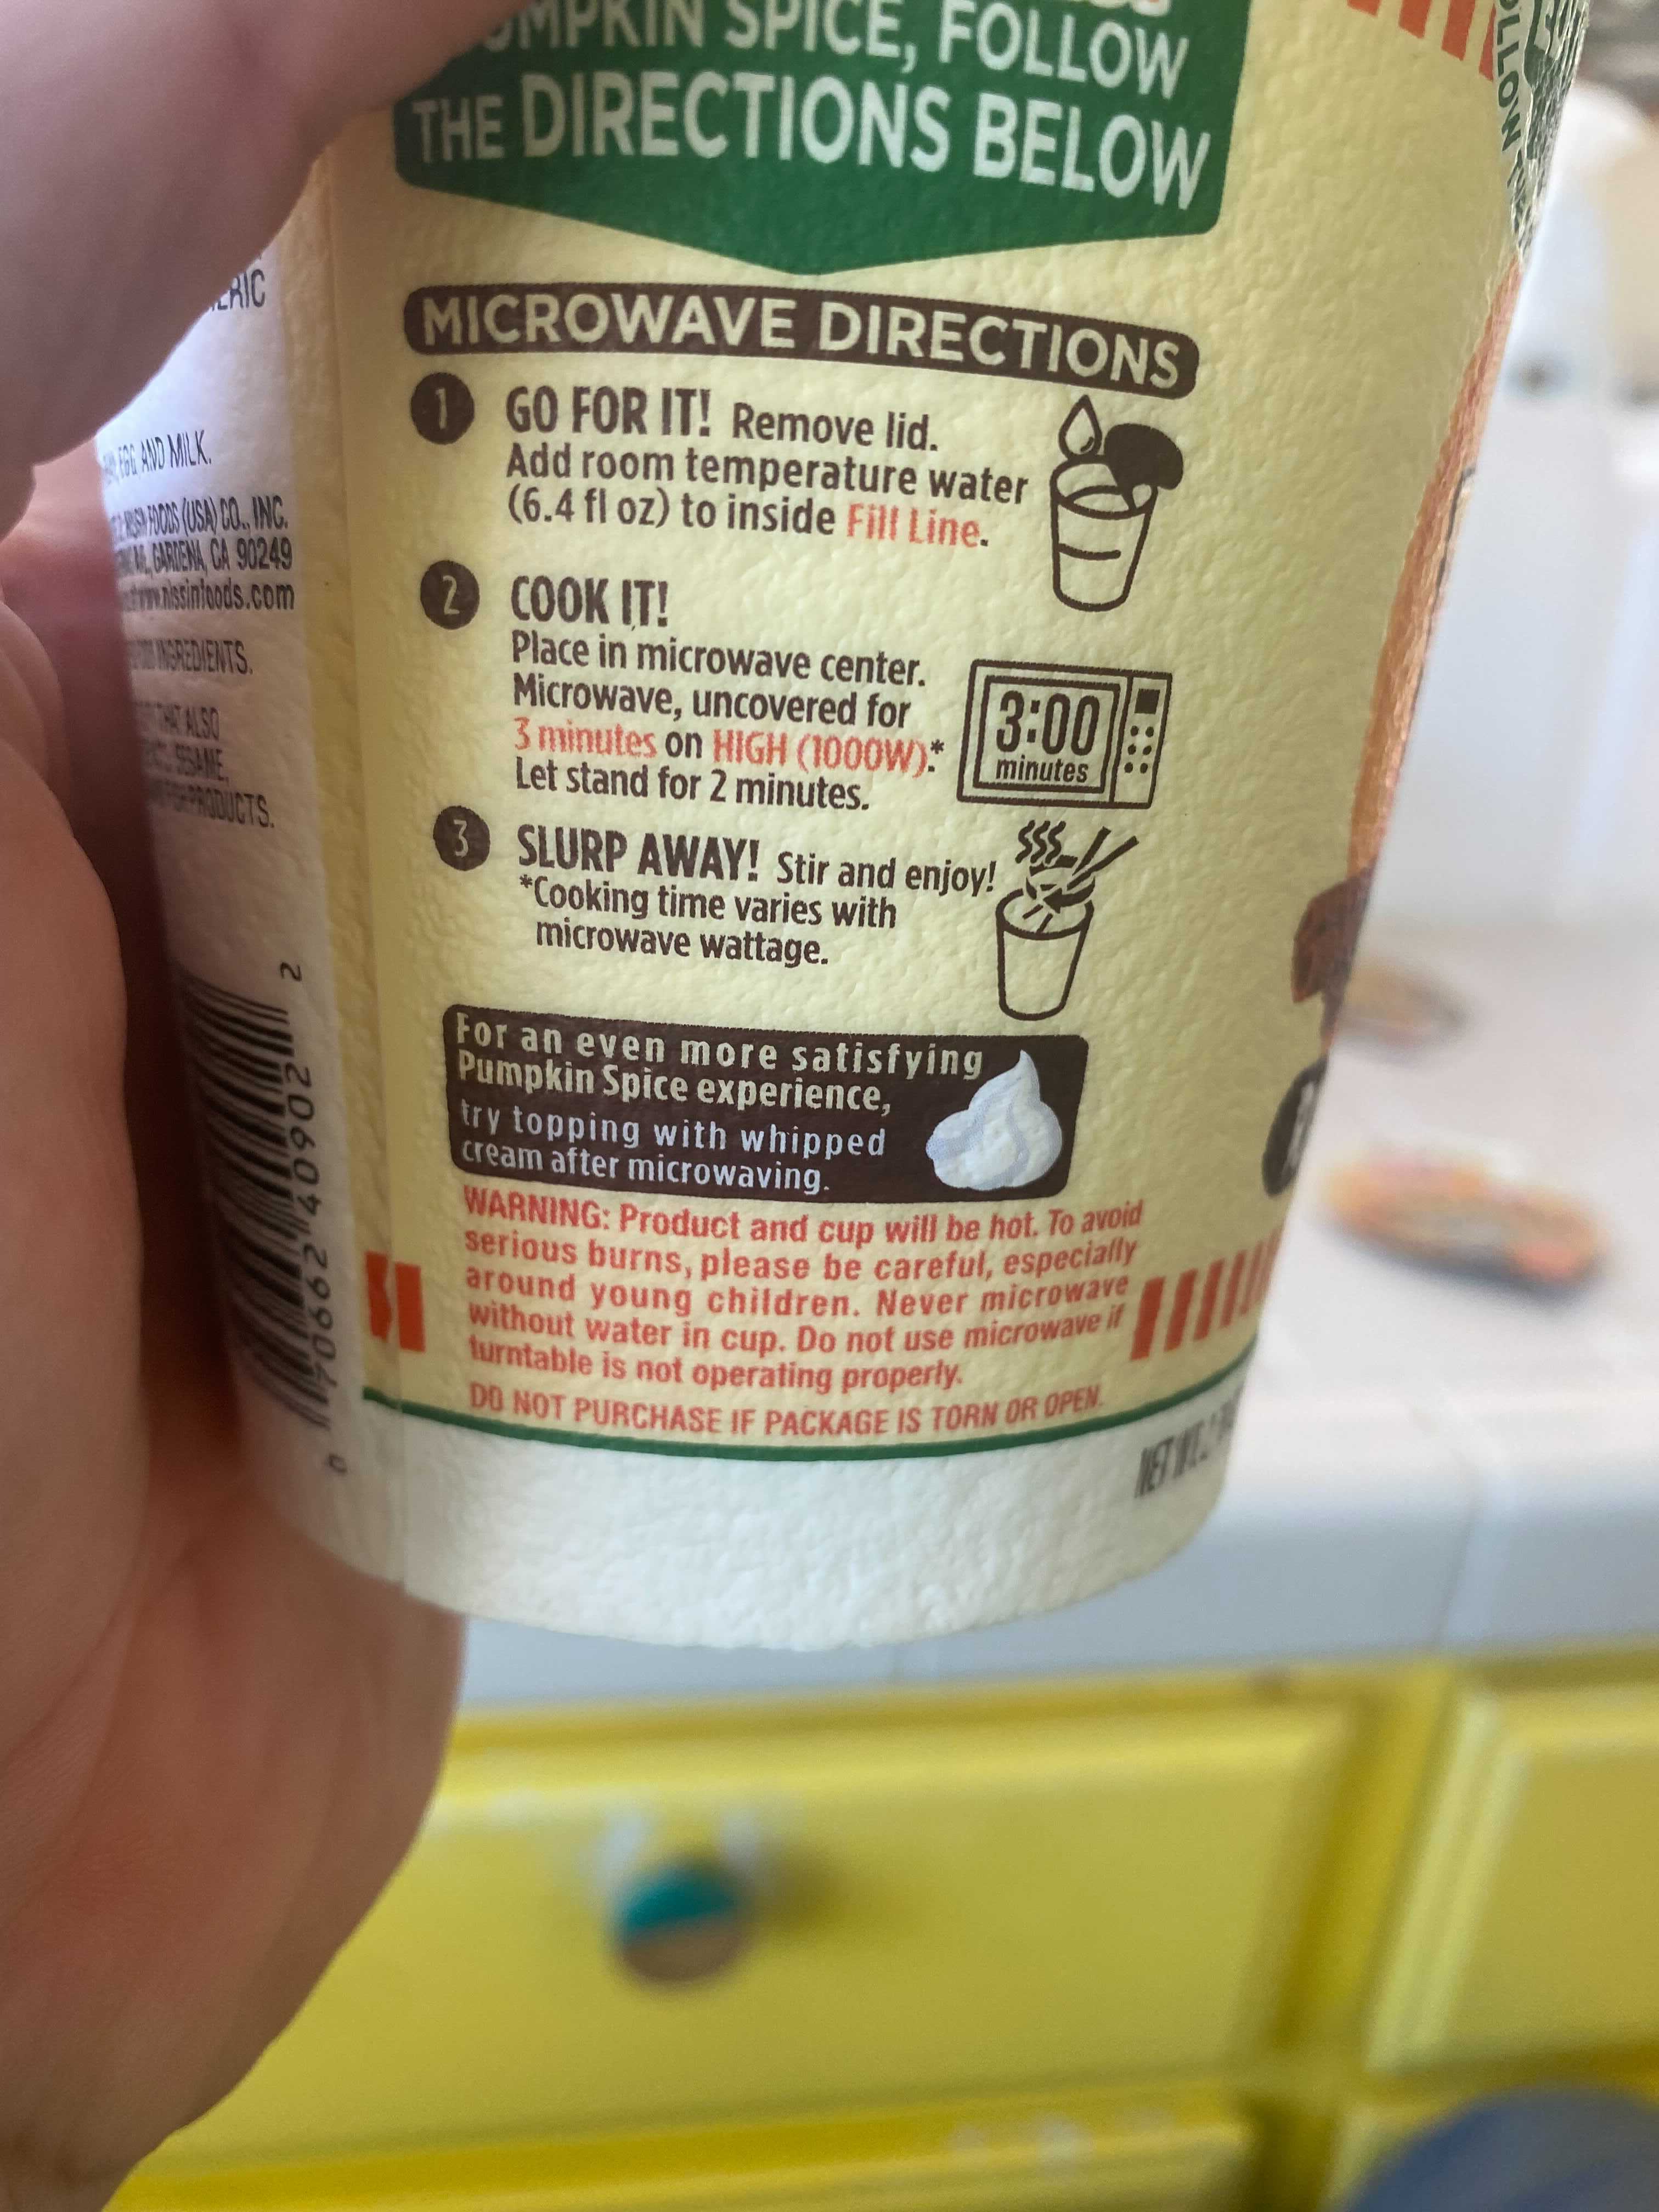 SPICE, FOLLOW
THE DIRECTIONS BELOW
MICROWAVE DIRECTIONS
1 GO FOR IT! Remove lid.
Add room temperature water
(6.4 fl oz) to inside Fill Line.
2 COOK IT!
Place in microwave center.
Microwave, uncovered for
3 minutes on HIGH (1000W).*
Let stand for 2 minutes.
3:00
minutes
3 SLURP AWAY! Stir and enjoy!
*Cooking time varies with
microwave wattage.
For an even more satisfying
Pumpkin Spice experience,
try topping with whipped
cream after microwaving.
WARNING: Product and cup will be hot. To avoid
serious burns, please be careful, especially
around young children. Never microwave
without water in cup. Do not use microwave if
turntable is not operating properly.
DO NOT PURCHASE IF PACKAGE IS TORN OR OPEN.
EGG AND MILK.
FOODS (USA) CO., INC.
GARDENA, CA 90249
www.nissinfoods.com
INGREDIENTS.
THAT ALSO
SESAME,
PRODUCTS.
0 70662 40902 2
FOLLOW
NET WT.